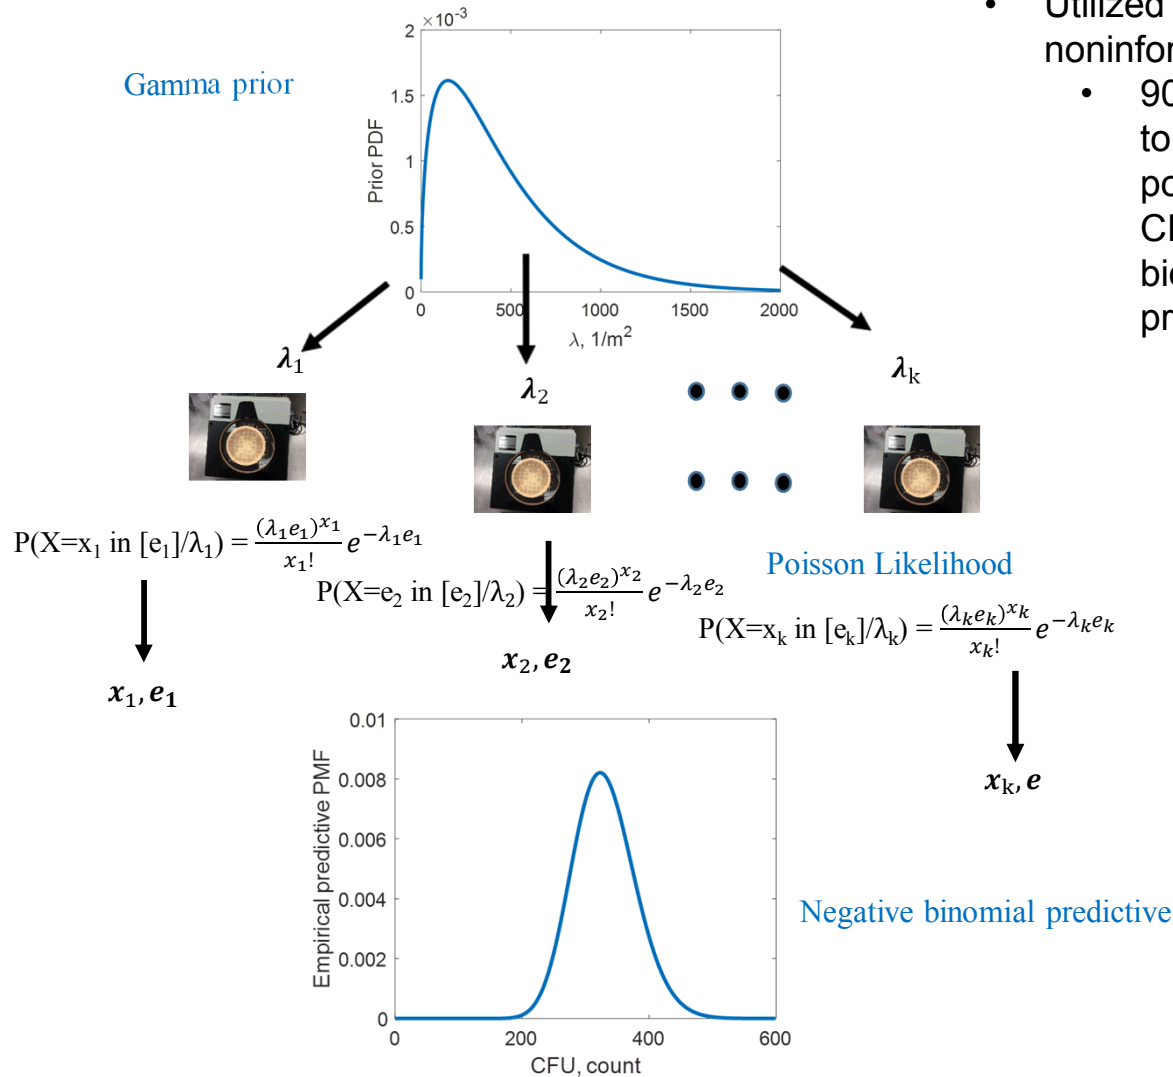 • Utilized
noninfor
• 90
to
po
Cl
bio
pr
Gamma prior
×10⁻³
2
1.5
1
0.5
0
Prior PDF
0 500 1000 1500 2000
λ, 1/m²
λ₁
λ₂
λₖ
P(X=x₁ in [e₁]/λ₁) = (λ₁e₁)^x₁ / x₁! e^−λ₁e₁
P(X=e₂ in [e₂]/λ₂) = (λ₂e₂)^x₂ / x₂! e^−λ₂e₂
Poisson Likelihood
P(X=xₖ in [eₖ]/λₖ) = (λₖeₖ)^xₖ / xₖ! e^−λₖeₖ
x₁, e₁
x₂, e₂
xₖ, e
0.01
0.008
0.006
0.004
0.002
0
Empirical predictive PMF
0 200 400 600
CFU, count
Negative binomial predictive